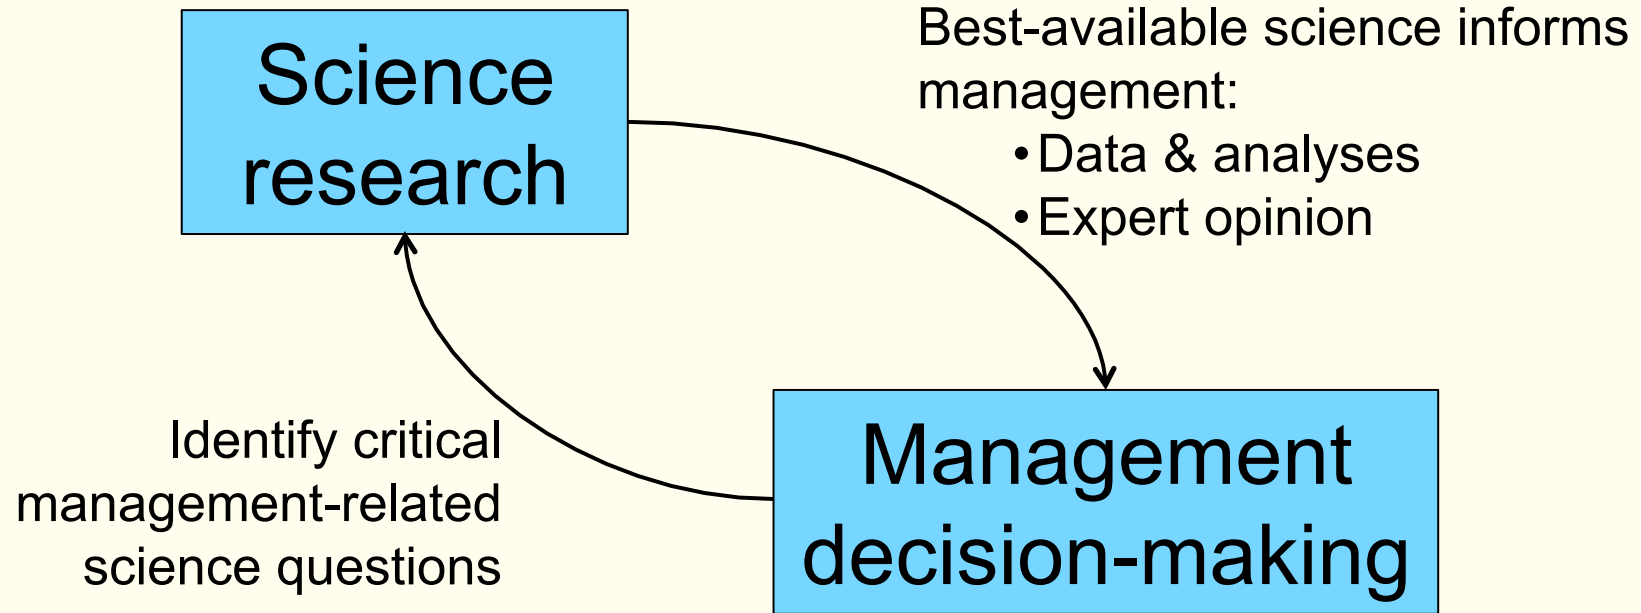 Science
research
Best-available science informs
management:
•Data & analyses
•Expert opinion
Identify critical
management-related
science questions
Management
decision-making